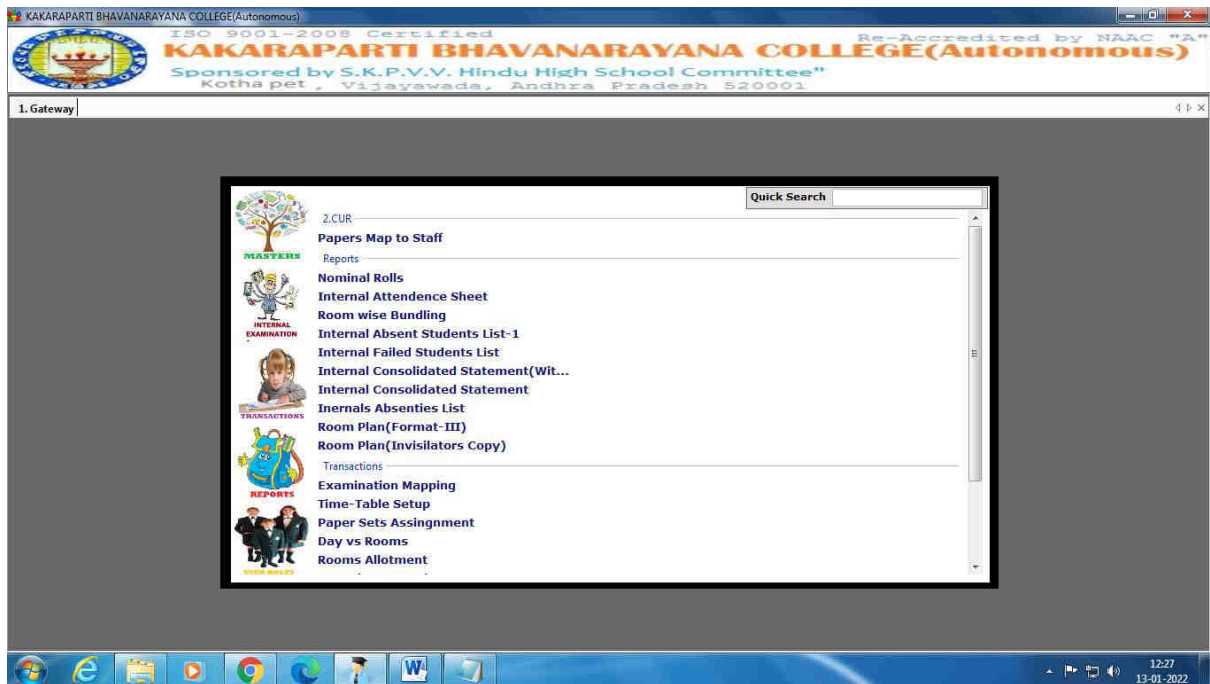 KAKARAPARTI BHAVANARAYANA COLLEGE(Autonomous)
ISO 9001-2008 Certified Re-Accredited by NAAC "A"
KAKARAPARTI BHAVANARAYANA COLLEGE(Autonomous)
Sponsored by S.K.P.V.V. Hindu High School Committee"
Kotha pet , Vijayawada, Andhra Pradesh 520001
1. Gateway
Quick Search
2.CUR
Papers Map to Staff
MASTERS
Reports
Nominal Rolls
Internal Attendence Sheet
Room wise Bundling
INTERNAL
EXAMINATION
Internal Absent Students List-1
Internal Failed Students List
Internal Consolidated Statement(Wit...
Internal Consolidated Statement
Inernals Absenties List
TRANSACTIONS
Room Plan(Format-III)
Room Plan(Invisilators Copy)
Transactions
Examination Mapping
REPORTS
Time-Table Setup
Paper Sets Assingnment
Day vs Rooms
Rooms Allotment
USER ROLES
12:27
13-01-2022